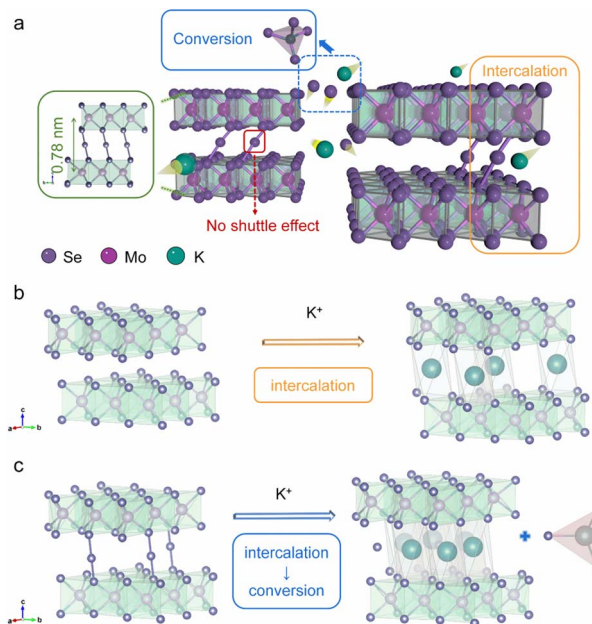 a
Conversion
Intercalation
0.78 nm
No shuttle effect
Se Mo K
b
K+
intercalation
c
a b
c
K+
intercalation
↓
conversion
c
a b